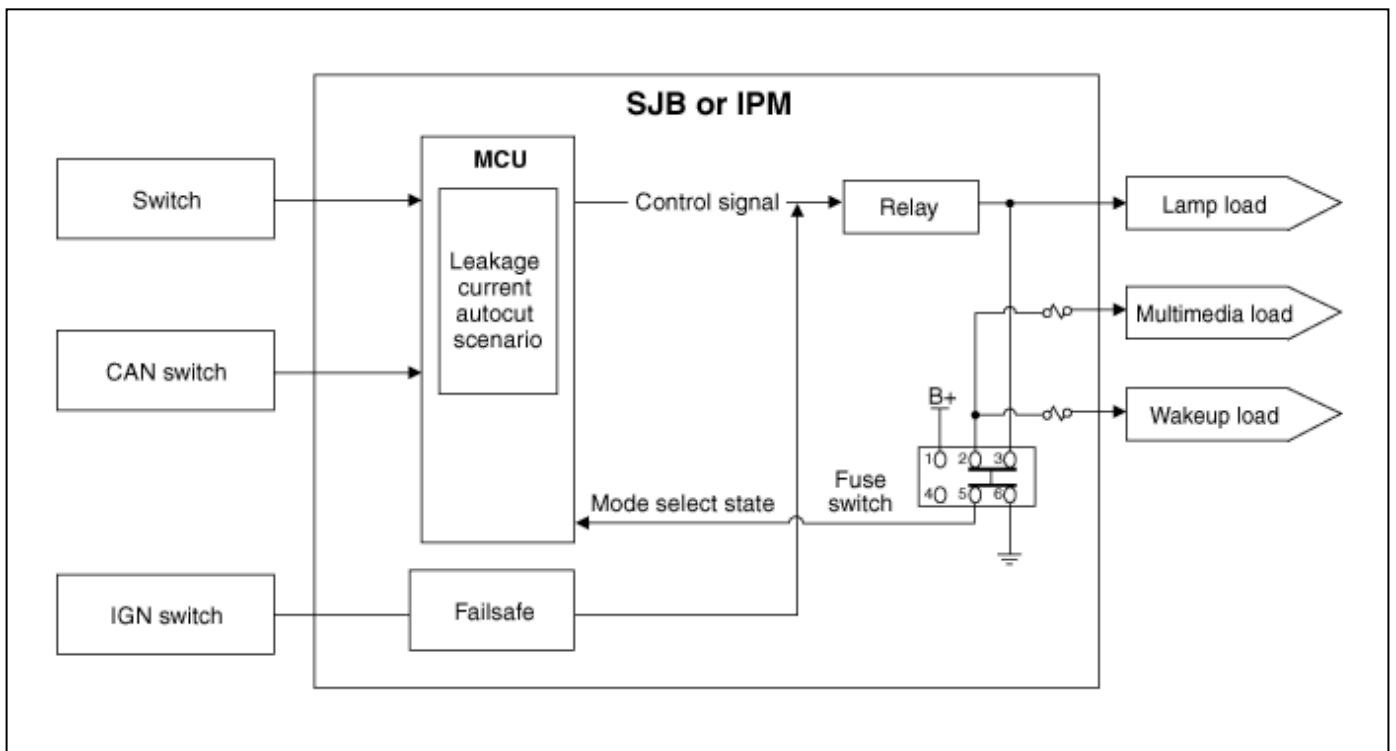 SJB or IPM
MCU
Switch
Control signal
Relay
Lamp load
Leakage
current
autocut
scenario
Multimedia load
CAN switch
B+
Wakeup load
1 2 3
Fuse
switch
4 5 6
Mode select state
IGN switch
Failsafe